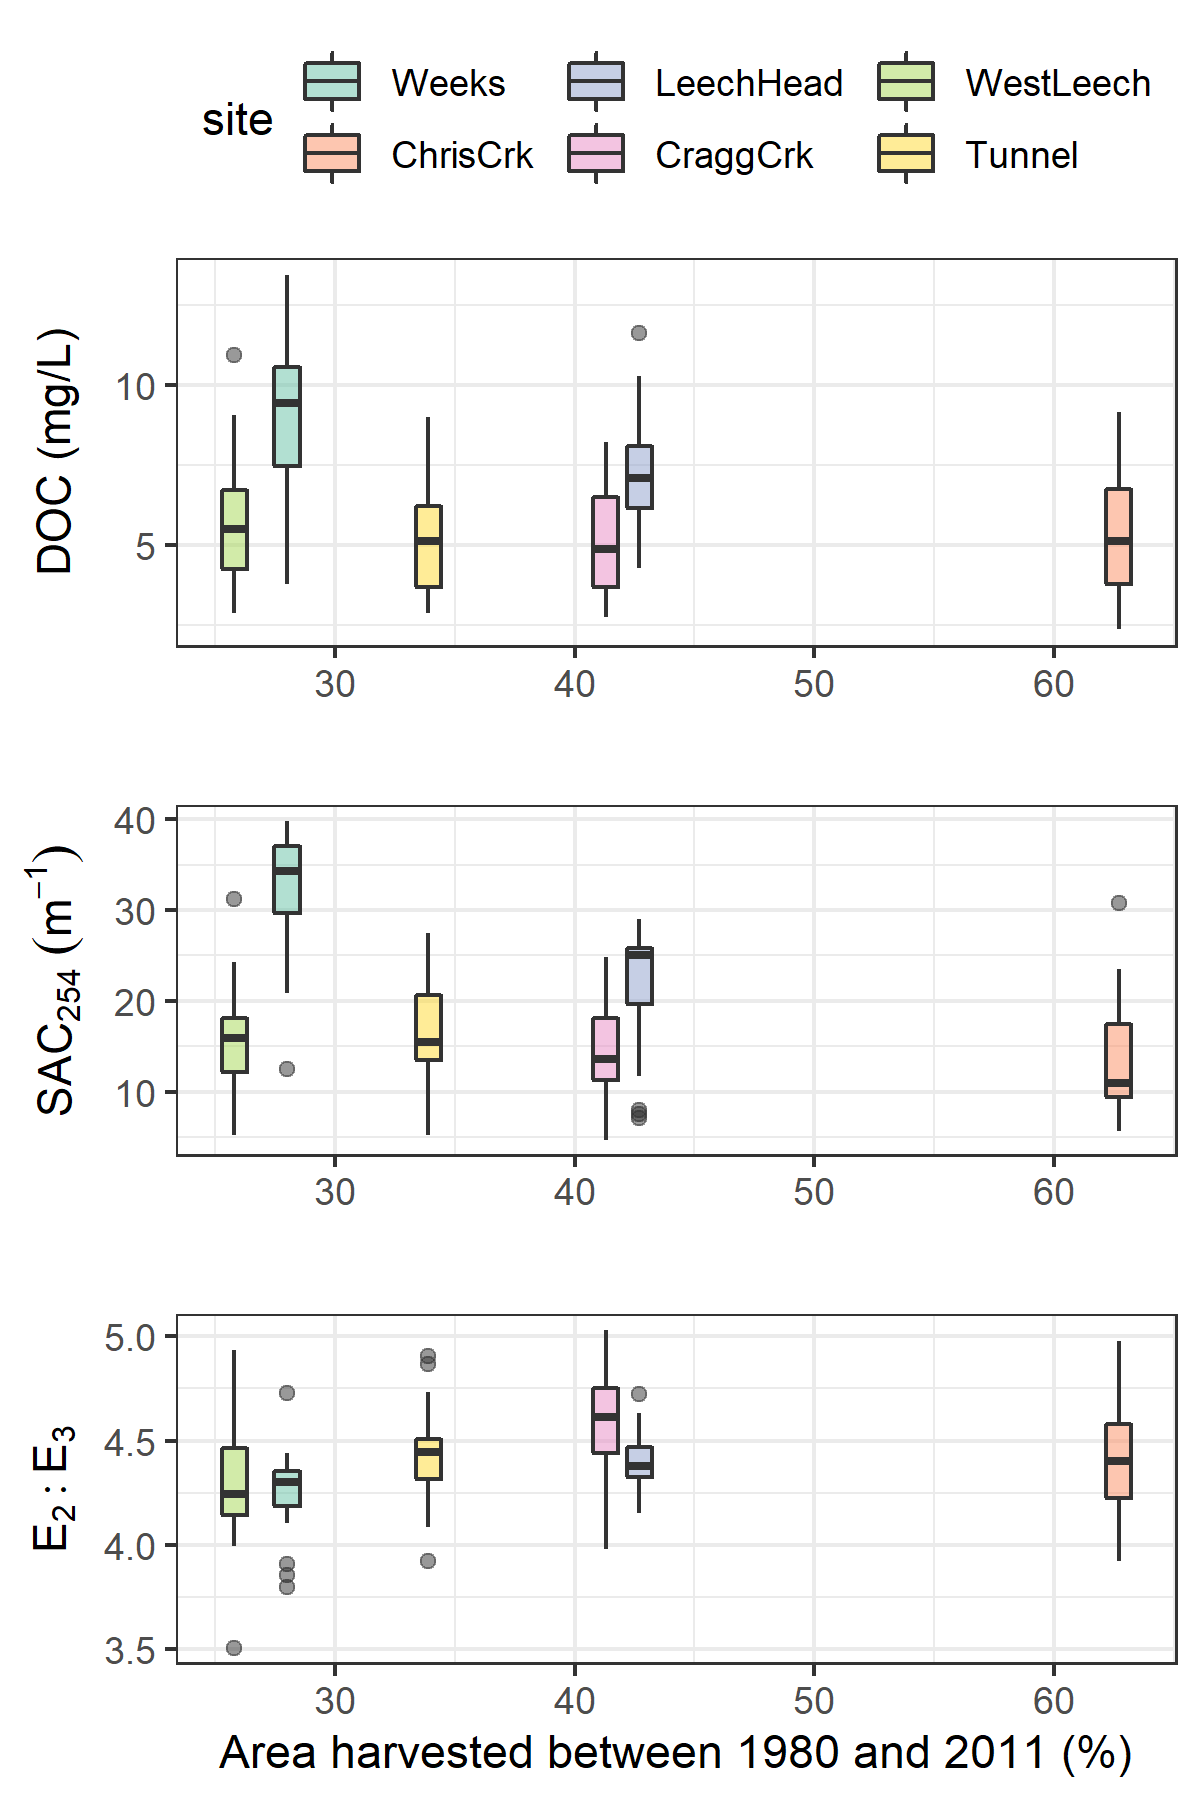 site
Weeks
LeechHead
WestLeech
ChrisCrk
CraggCrk
Tunnel
DOC (mg/L)
10
5
30 40 50 60
SAC₂₅₄ (m⁻¹)
40
30
20
10
30 40 50 60
E₂ : E₃
5.0
4.5
4.0
3.5
30 40 50 60
Area harvested between 1980 and 2011 (%)